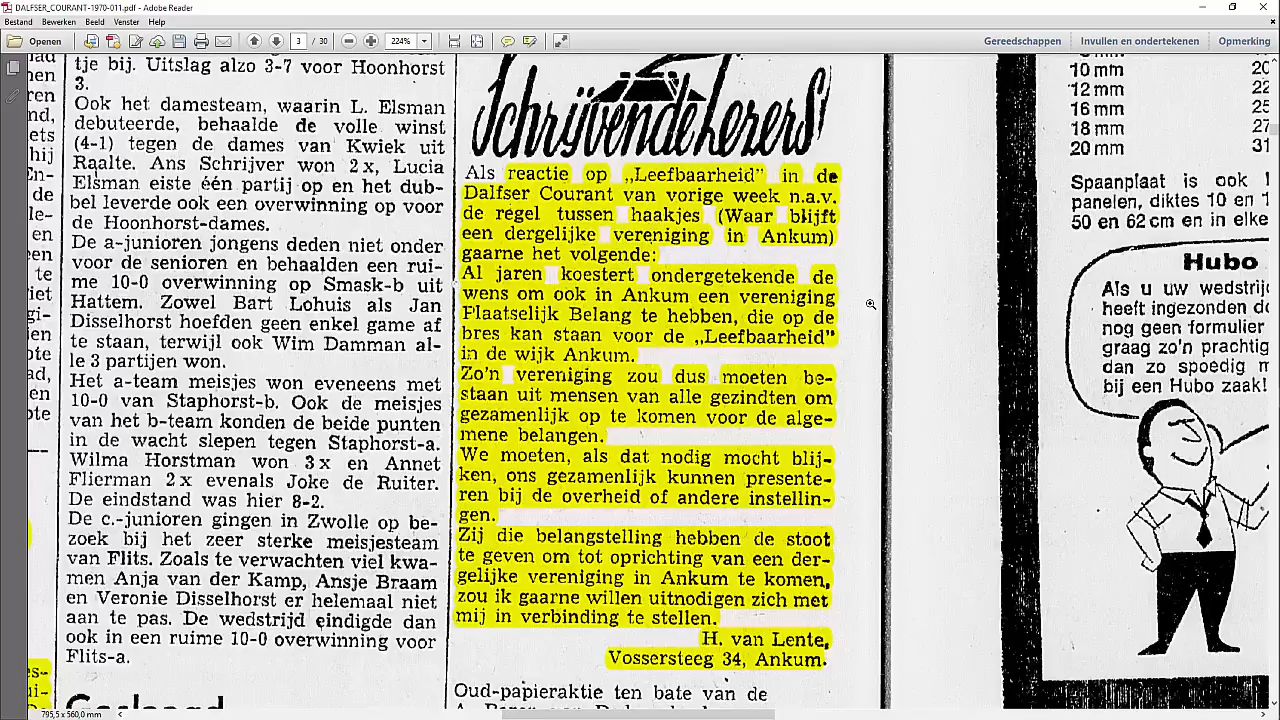 DALFSER_COURANT-1970-011.pdf - Adobe Reader
Bestand Bewerken Beeld Venster Help
Openen 3 / 30 224% Gereedschappen Invullen en ondertekenen Opmerking
tje bij. Uitslag alzo 3-7 voor Hoonhorst
3.
Ook het damesteam, waarin L. Elsman
debuteerde, behaalde de volle winst
(4-1) tegen de dames van Kwiek uit
Raalte. Ans Schrijver won 2 x, Lucia
Elsman eiste één partij op en het dub-
bel leverde ook een overwinning op voor
de Hoonhorst-dames.
De a-junioren jongens deden niet onder
voor de senioren en behaalden een rui-
me 10-0 overwinning op Smask-b uit
Hattem. Zowel Bart Lohuis als Jan
Disselhorst hoefden geen enkel game af
te staan, terwijl ook Wim Damman al-
le 3 partijen won.
Het a-team meisjes won eveneens met
10-0 van Staphorst-b. Ook de meisjes
van het b-team konden de beide punten
in de wacht slepen tegen Staphorst-a.
Wilma Horstman won 3 x en Annet
Flierman 2 x evenals Joke de Ruiter.
De eindstand was hier 8-2.
De c.-junioren gingen in Zwolle op be-
zoek bij het zeer sterke meisjesteam
van Flits. Zoals te verwachten viel kwa-
men Anja van der Kamp, Ansje Braam
en Veronie Disselhorst er helemaal niet
aan te pas. De wedstrijd eindigde dan
ook in een ruime 10-0 overwinning voor
Flits-a.
Schrijvende Lezers
Als reactie op „Leefbaarheid” in de
Dalfser Courant van vorige week n.a.v.
de regel tussen haakjes (Waar blijft
een dergelijke vereniging in Ankum)
gaarne het volgende:
Al jaren koestert ondergetekende de
wens om ook in Ankum een vereniging
Plaatselijk Belang te hebben, die op de
bres kan staan voor de „Leefbaarheid”
in de wijk Ankum.
Zo'n vereniging zou dus moeten be-
staan uit mensen van alle gezindten om
gezamenlijk op te komen voor de alge-
mene belangen.
We moeten, als dat nodig mocht blij-
ken, ons gezamenlijk kunnen presente-
ren bij de overheid of andere instellin-
gen.
Zij die belangstelling hebben de stoot
te geven om tot oprichting van een der-
gelijke vereniging in Ankum te komen,
zou ik gaarne willen uitnodigen zich met
mij in verbinding te stellen.
H. van Lente,
Vossersteeg 34, Ankum.
Oud-papieraktie ten bate van de
10 mm 20
12 mm 22
16 mm 25
18 mm 27
20 mm 31
Spaanplaat is ook
panelen, diktes 10 en
50 en 62 cm en in elke
Hubo
Als u uw wedstrij
heeft ingezonden
nog geen formulier
graag zo'n prachtig
dan zo spoedig m
bij een Hubo zaak!
795,5 x 560,0 mm